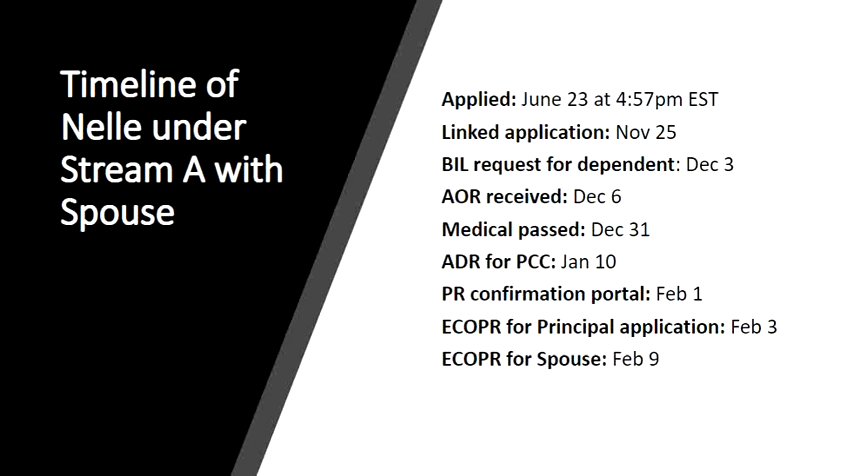 Timeline of
Nelle under
Stream A with
Spouse
Applied: June 23 at 4:57pm EST
Linked application: Nov 25
BIL request for dependent: Dec 3
AOR received: Dec 6
Medical passed: Dec 31
ADR for PCC: Jan 10
PR confirmation portal: Feb 1
ECOPR for Principal application: Feb 3
ECOPR for Spouse: Feb 9